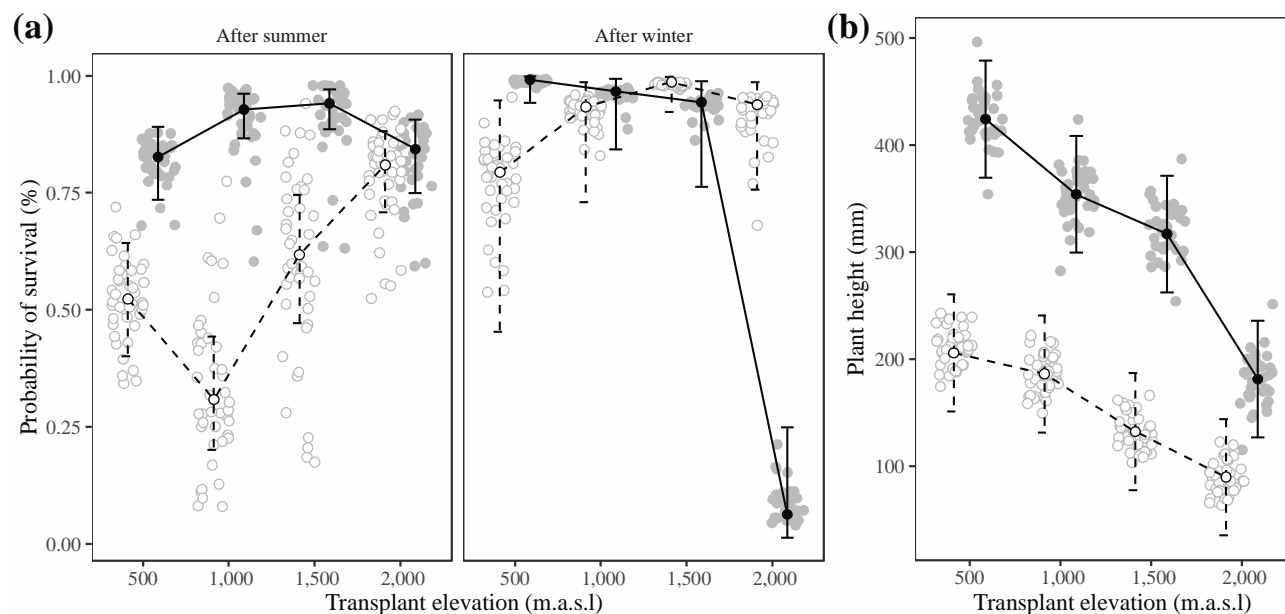 (a)
After summer
After winter
Probability of survival (%)
1.00
0.75
0.50
0.25
0.00
500
1,000
1,500
2,000
500
1,000
1,500
2,000
Transplant elevation (m.a.s.l)
(b)
Plant height (mm)
500
400
300
200
100
500
1,000
1,500
2,000
Transplant elevation (m.a.s.l)